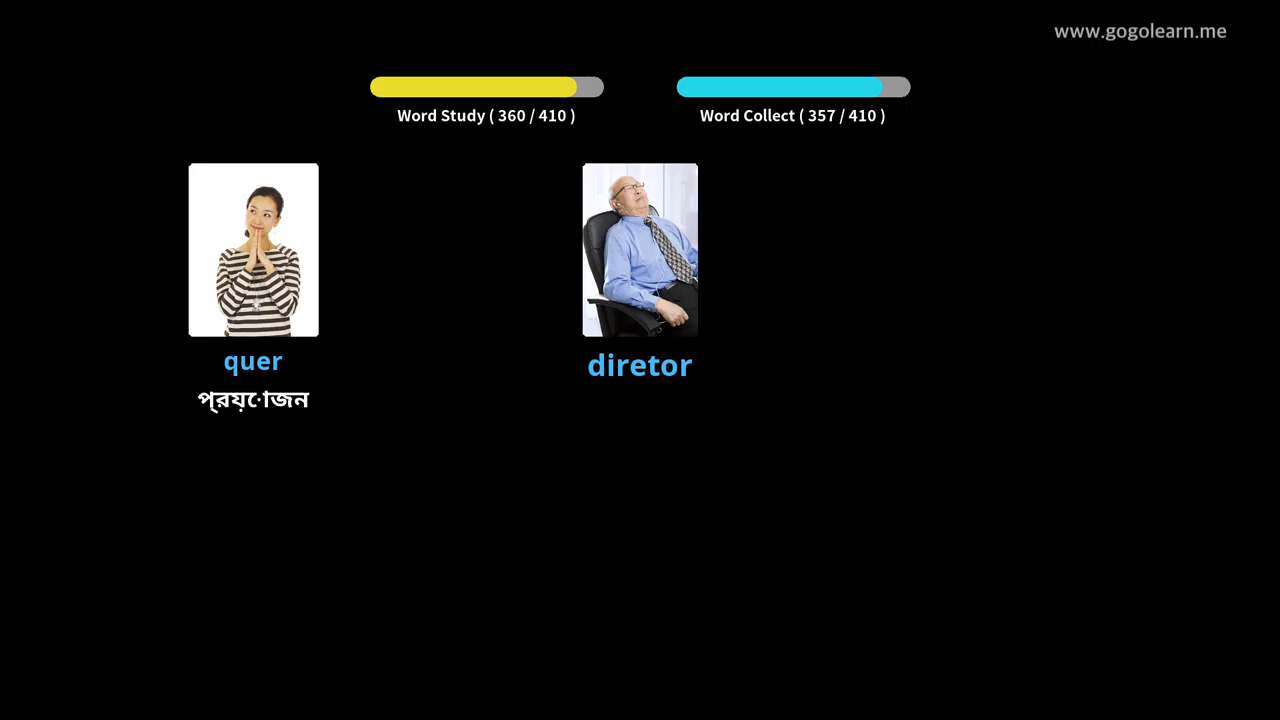 www.gogolearn.me
Word Study ( 360 / 410 )
Word Collect ( 357 / 410 )
quer
diretor
প্রয়োজন